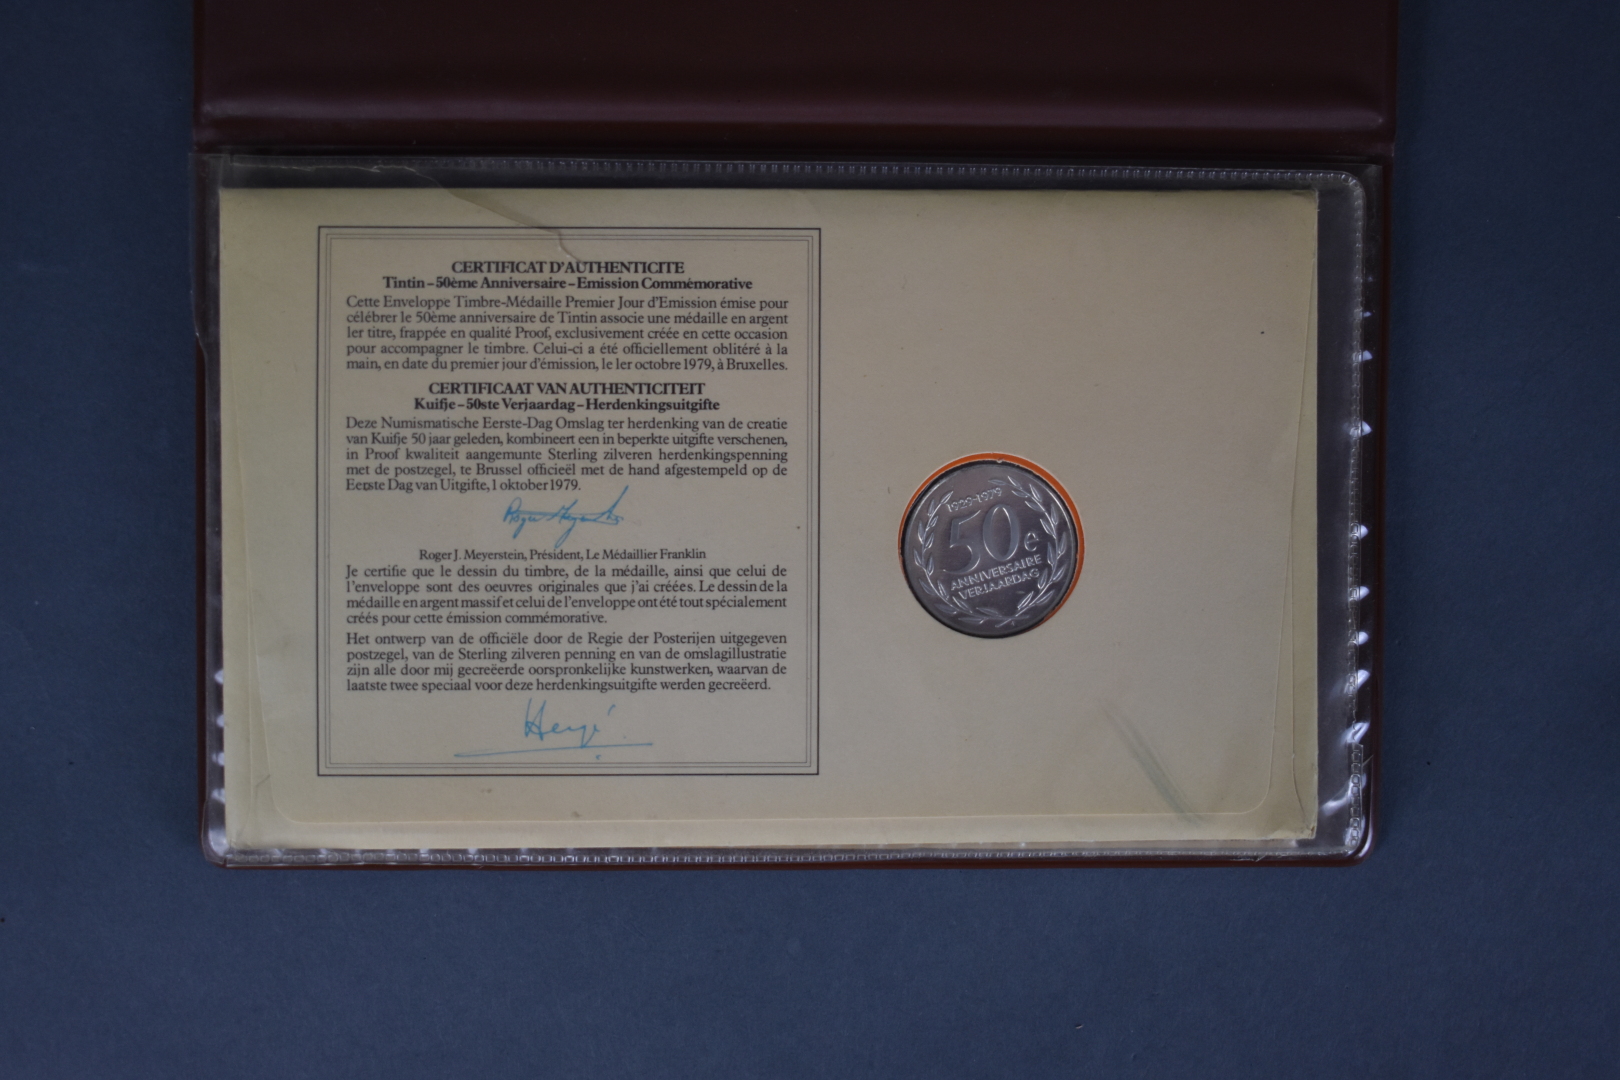 CERTIFICAT D'AUTHENTICITE
Tintin – 50ème Anniversaire – Emission Commémorative
Cette Enveloppe Timbre-Médaille Premier Jour d'Emission émise pour
célébrer le 50ème anniversaire de Tintin associe une médaille en argent
1er titre, frappée en qualité Proof, exclusivement créée en cette occasion
pour accompagner le timbre. Celui-ci a été officiellement oblitéré à la
main, en date du premier jour d'émission, le 1er octobre 1979, à Bruxelles.
CERTIFICAAT VAN AUTHENTICITEIT
Kuifje – 50ste Verjaardag – Herdenkingsuitgifte
Deze Numismatische Eerste-Dag Omslag ter herdenking van de creatie
van Kuifje 50 jaar geleden, kombineert een in beperkte uitgifte verschenen,
in Proof kwaliteit aangemunte Sterling zilveren herdenkingspenning
met de postzegel, te Brussel officieël met de hand afgestempeld op de
Eerste Dag van Uitgifte, 1 oktober 1979.
Roger J. Meyerstein, Président, Le Médaillier Franklin
Je certifie que le dessin du timbre, de la médaille, ainsi que celui de
l'enveloppe sont des oeuvres originales que j'ai créées. Le dessin de la
médaille en argent massif et celui de l'enveloppe ont été tout spécialement
créés pour cette émission commémorative.
Het ontwerp van de officiële door de Regie der Posterijen uitgegeven
postzegel, van de Sterling zilveren penning en van de omslagillustratie
zijn alle door mij gecreëerde oorspronkelijke kunstwerken, waarvan de
laatste twee speciaal voor deze herdenkingsuitgifte werden gecreëerd.
Hergé
1929-1979
50e
ANNIVERSAIRE
VERJAARDAG